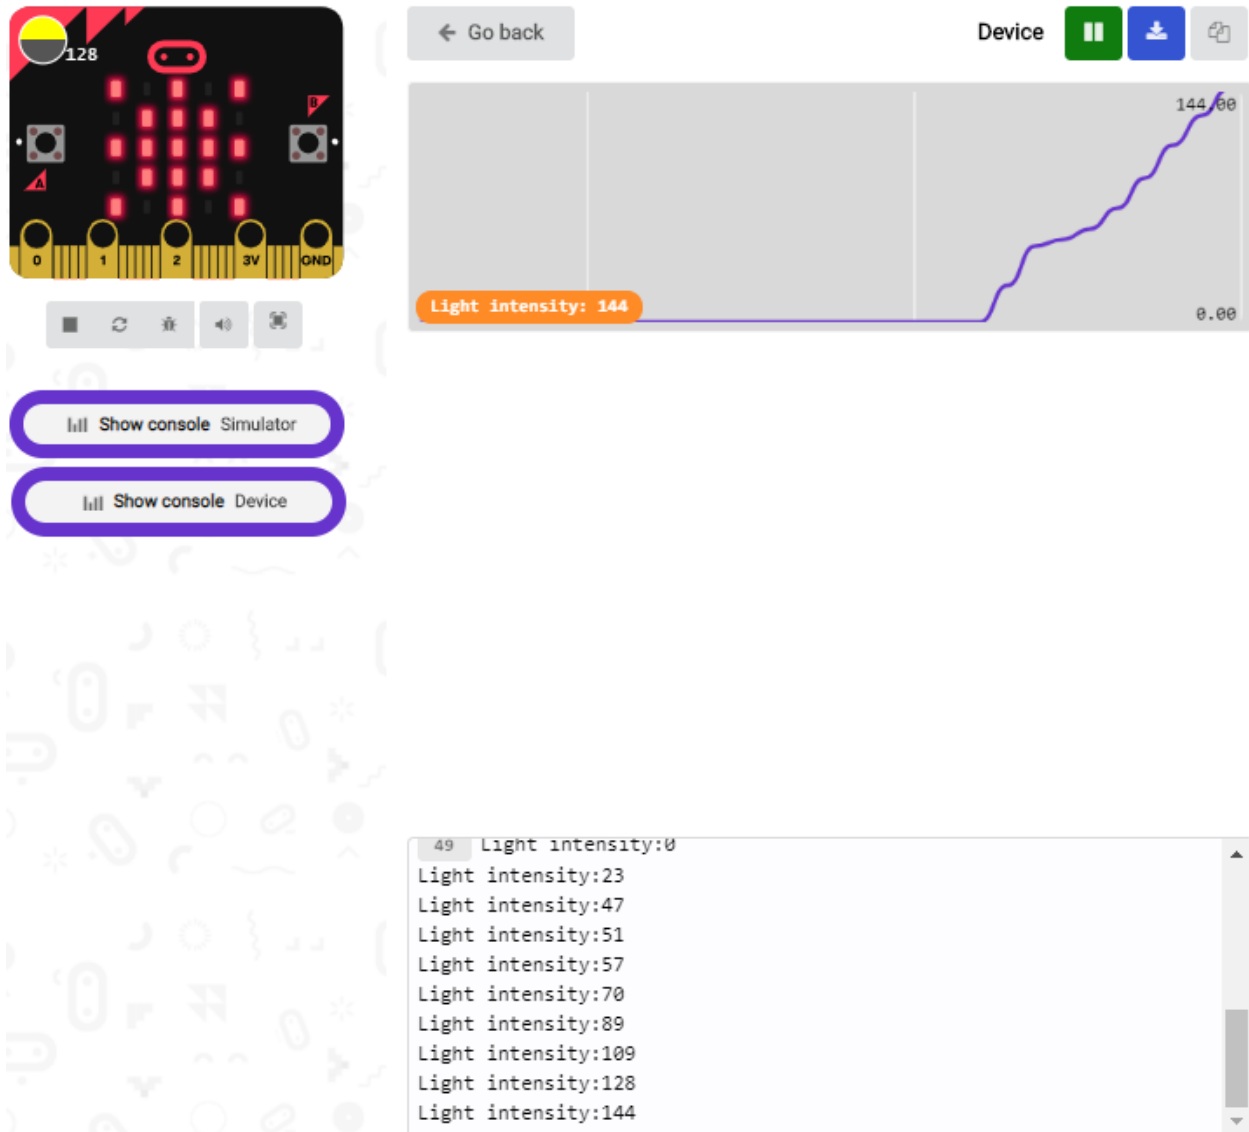 128
B
A
0 1 2 3V GND
Show console Simulator
Show console Device
Go back
Device
144.00
Light intensity: 144
0.00
49 Light intensity:0
Light intensity:23
Light intensity:47
Light intensity:51
Light intensity:57
Light intensity:70
Light intensity:89
Light intensity:109
Light intensity:128
Light intensity:144